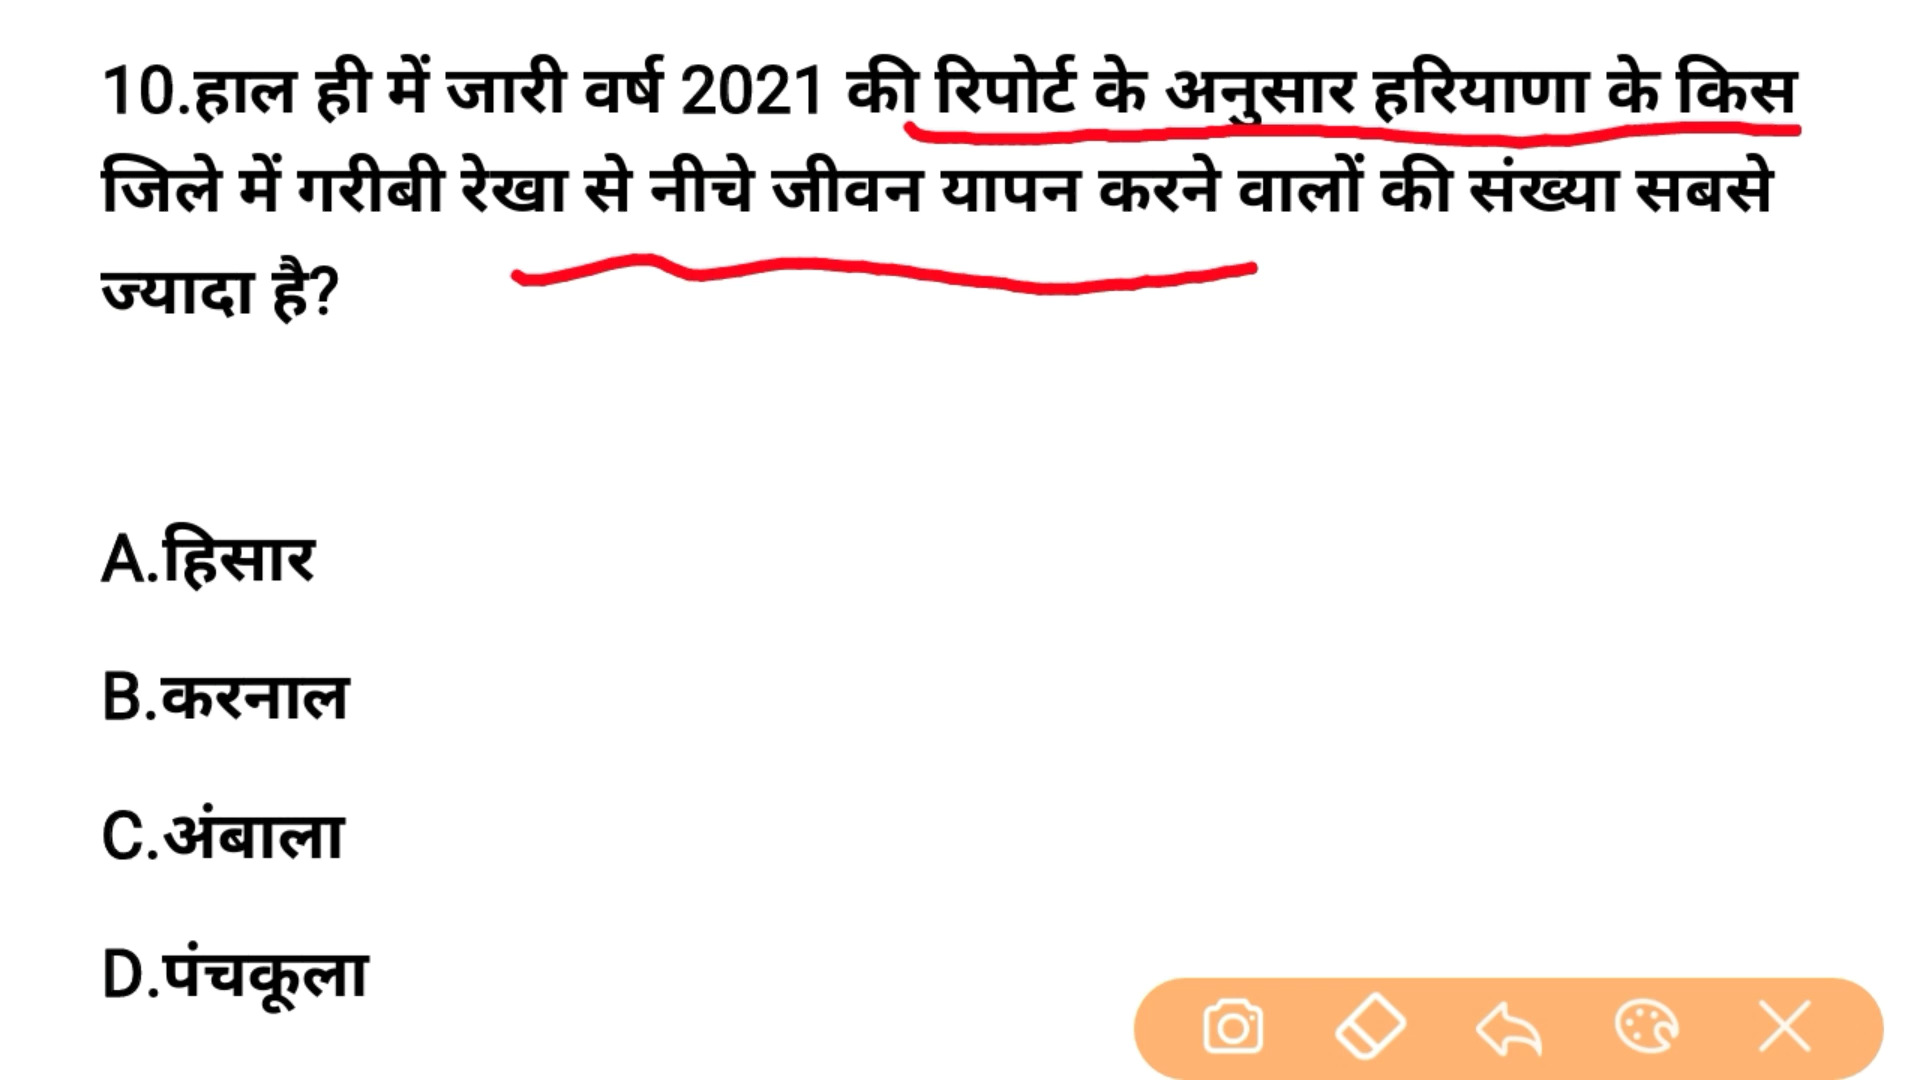 10.हाल ही में जारी वर्ष 2021 की रिपोर्ट के अनुसार हरियाणा के किस
जिले में गरीबी रेखा से नीचे जीवन यापन करने वालों की संख्या सबसे
ज्यादा है?
A.हिसार
B.करनाल
C.अंबाला
D.पंचकूला